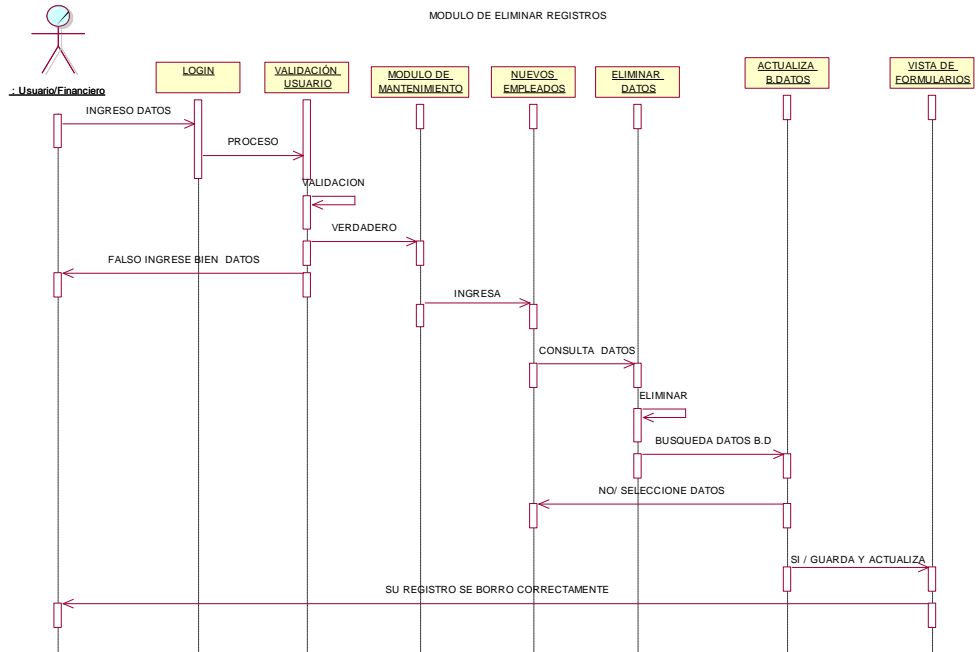 MODULO DE ELIMINAR REGISTROS
: Usuario/Financiero
LOGIN
VALIDACIÓN
USUARIO
MODULO DE
MANTENIMIENTO
NUEVOS
EMPLEADOS
ELIMINAR
DATOS
ACTUALIZA
B.DATOS
VISTA DE
FORMULARIOS
INGRESO DATOS
PROCESO
VALIDACION
VERDADERO
FALSO INGRESE BIEN DATOS
INGRESA
CONSULTA DATOS
ELIMINAR
BUSQUEDA DATOS B.D
NO/ SELECCIONE DATOS
SI / GUARDA Y ACTUALIZA
SU REGISTRO SE BORRO CORRECTAMENTE